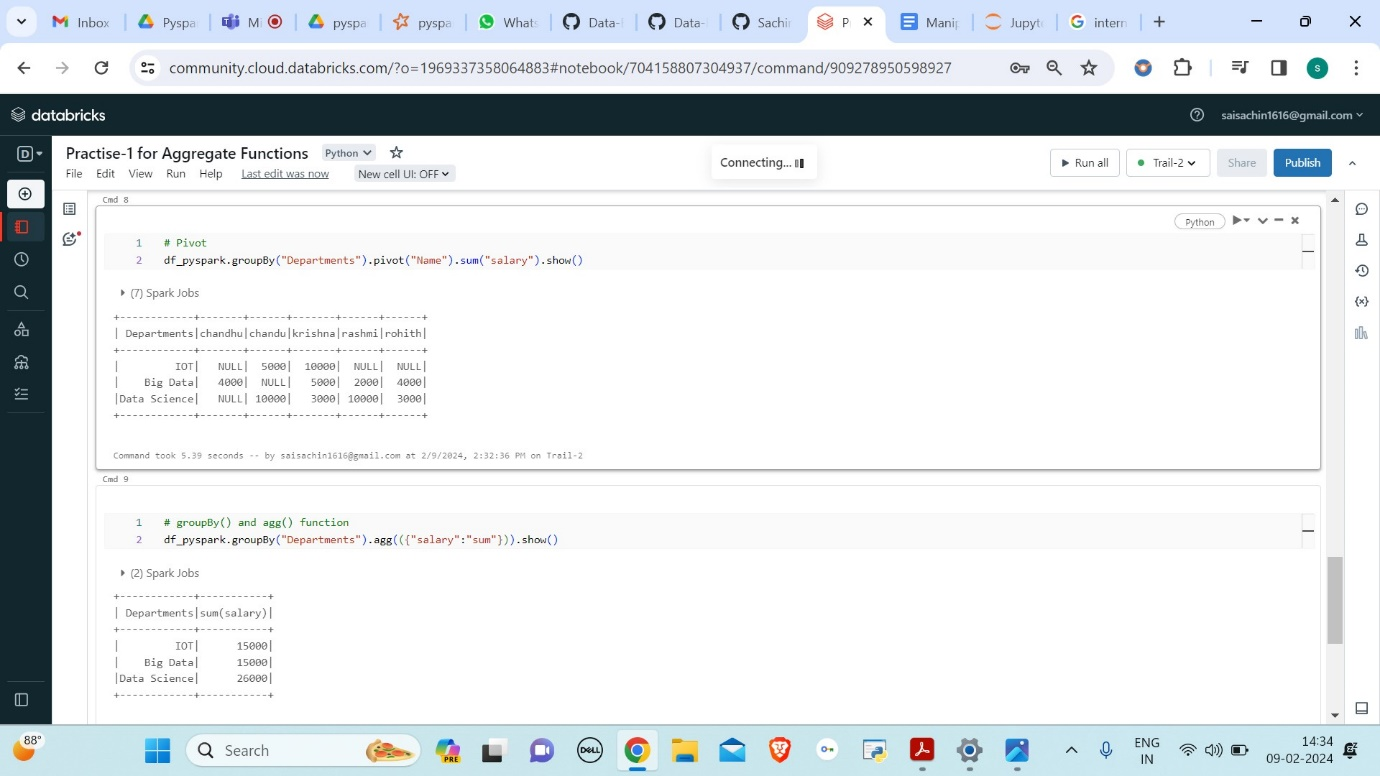 Inbox Pyspa Mi pyspa pyspa What: Data- Data- Sachir P. Manip Jupyt intern
community.cloud.databricks.com/?o=1969337358064883#notebook/704158807304937/command/909278950598927 s
databricks saisachin1616@gmail.com
D Practise-1 for Aggregate Functions Python Connecting... Run all Trail-2 Share Publish
File Edit View Run Help Last edit was now New cell UI: OFF
Cmd 8
Python
1 # Pivot
2 df_pyspark.groupBy("Departments").pivot("Name").sum("salary").show()
(7) Spark Jobs
+------------+-------+------+-------+------+------+
| Departments|chandhu|chandu|krishna|rashmi|rohith|
+------------+-------+------+-------+------+------+
|         IOT|   NULL|  5000|  10000|  NULL|  NULL|
|    Big Data|   4000|  NULL|   5000|  2000|  4000|
|Data Science|   NULL| 10000|   3000| 10000|  3000|
+------------+-------+------+-------+------+------+
Command took 5.39 seconds -- by saisachin1616@gmail.com at 2/9/2024, 2:32:36 PM on Trail-2
Cmd 9
1 # groupBy() and agg() function
2 df_pyspark.groupBy("Departments").agg(({"salary":"sum"})).show()
(2) Spark Jobs
+------------+-----------+
| Departments|sum(salary)|
+------------+-----------+
|         IOT|      15000|
|    Big Data|      15000|
|Data Science|      26000|
+------------+-----------+
88° Search PRE DELL ENG 14:34
IN 09-02-2024